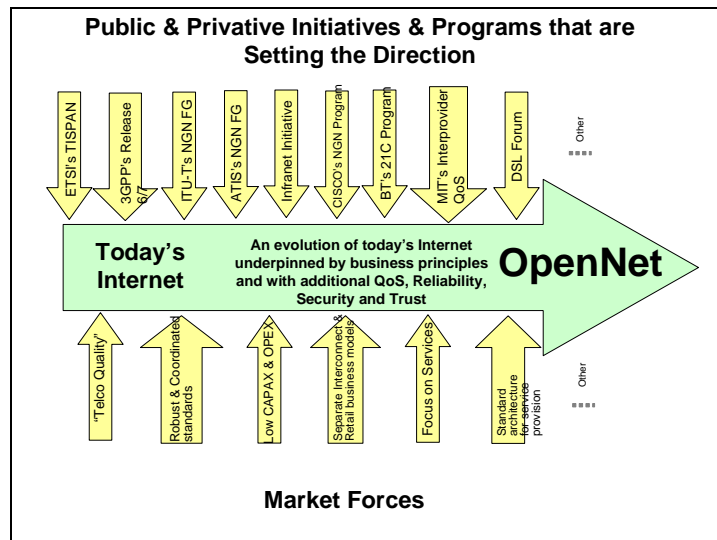 Public & Privative Initiatives & Programs that are
Setting the Direction
ETSI's TISPAN
3GPP's Release
6/7
ITU-T's NGN FG
ATIS's NGN FG
Infranet Initiative
CISCO's NGN Program
BT's 21C Program
MIT's Interprovider
QoS
DSL Forum
Other
Today's
Internet
An evolution of today's Internet
underpinned by business principles
and with additional QoS, Reliability,
Security and Trust
OpenNet
"Telco Quality"
Robust & Coordinated
standards
Low CAPAX & OPEX
Separate Interconnect &
Retail business models
Focus on Services
Standard
architecture
for service
provision
Other
Market Forces